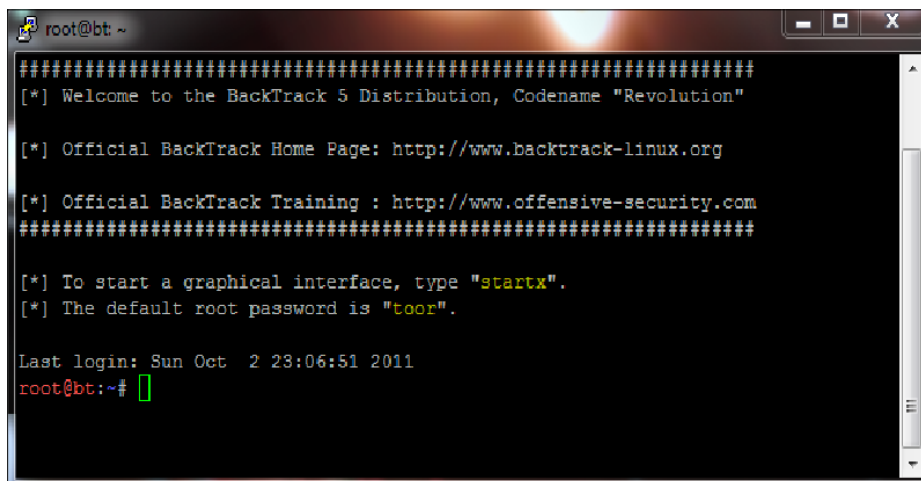 root@bt: ~
####################################################################
[*] Welcome to the BackTrack 5 Distribution, Codename "Revolution"
[*] Official BackTrack Home Page: http://www.backtrack-linux.org
[*] Official BackTrack Training : http://www.offensive-security.com
####################################################################
[*] To start a graphical interface, type "startx".
[*] The default root password is "toor".
Last login: Sun Oct  2 23:06:51 2011
root@bt:~#